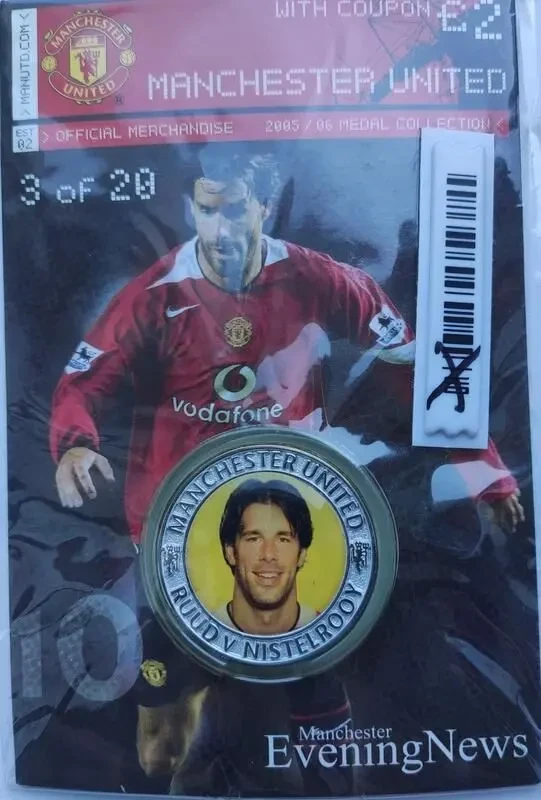 WITH COUPON £2
> MANUTD.COM <
MANCHESTER
UNITED
®
MANCHESTER UNITED
EST 02
> OFFICIAL MERCHANDISE
2005/06 MEDAL COLLECTION <
3 OF 20
vodafone
MANCHESTER UNITED
RUUD V NISTELROOY
10
Manchester
EveningNews